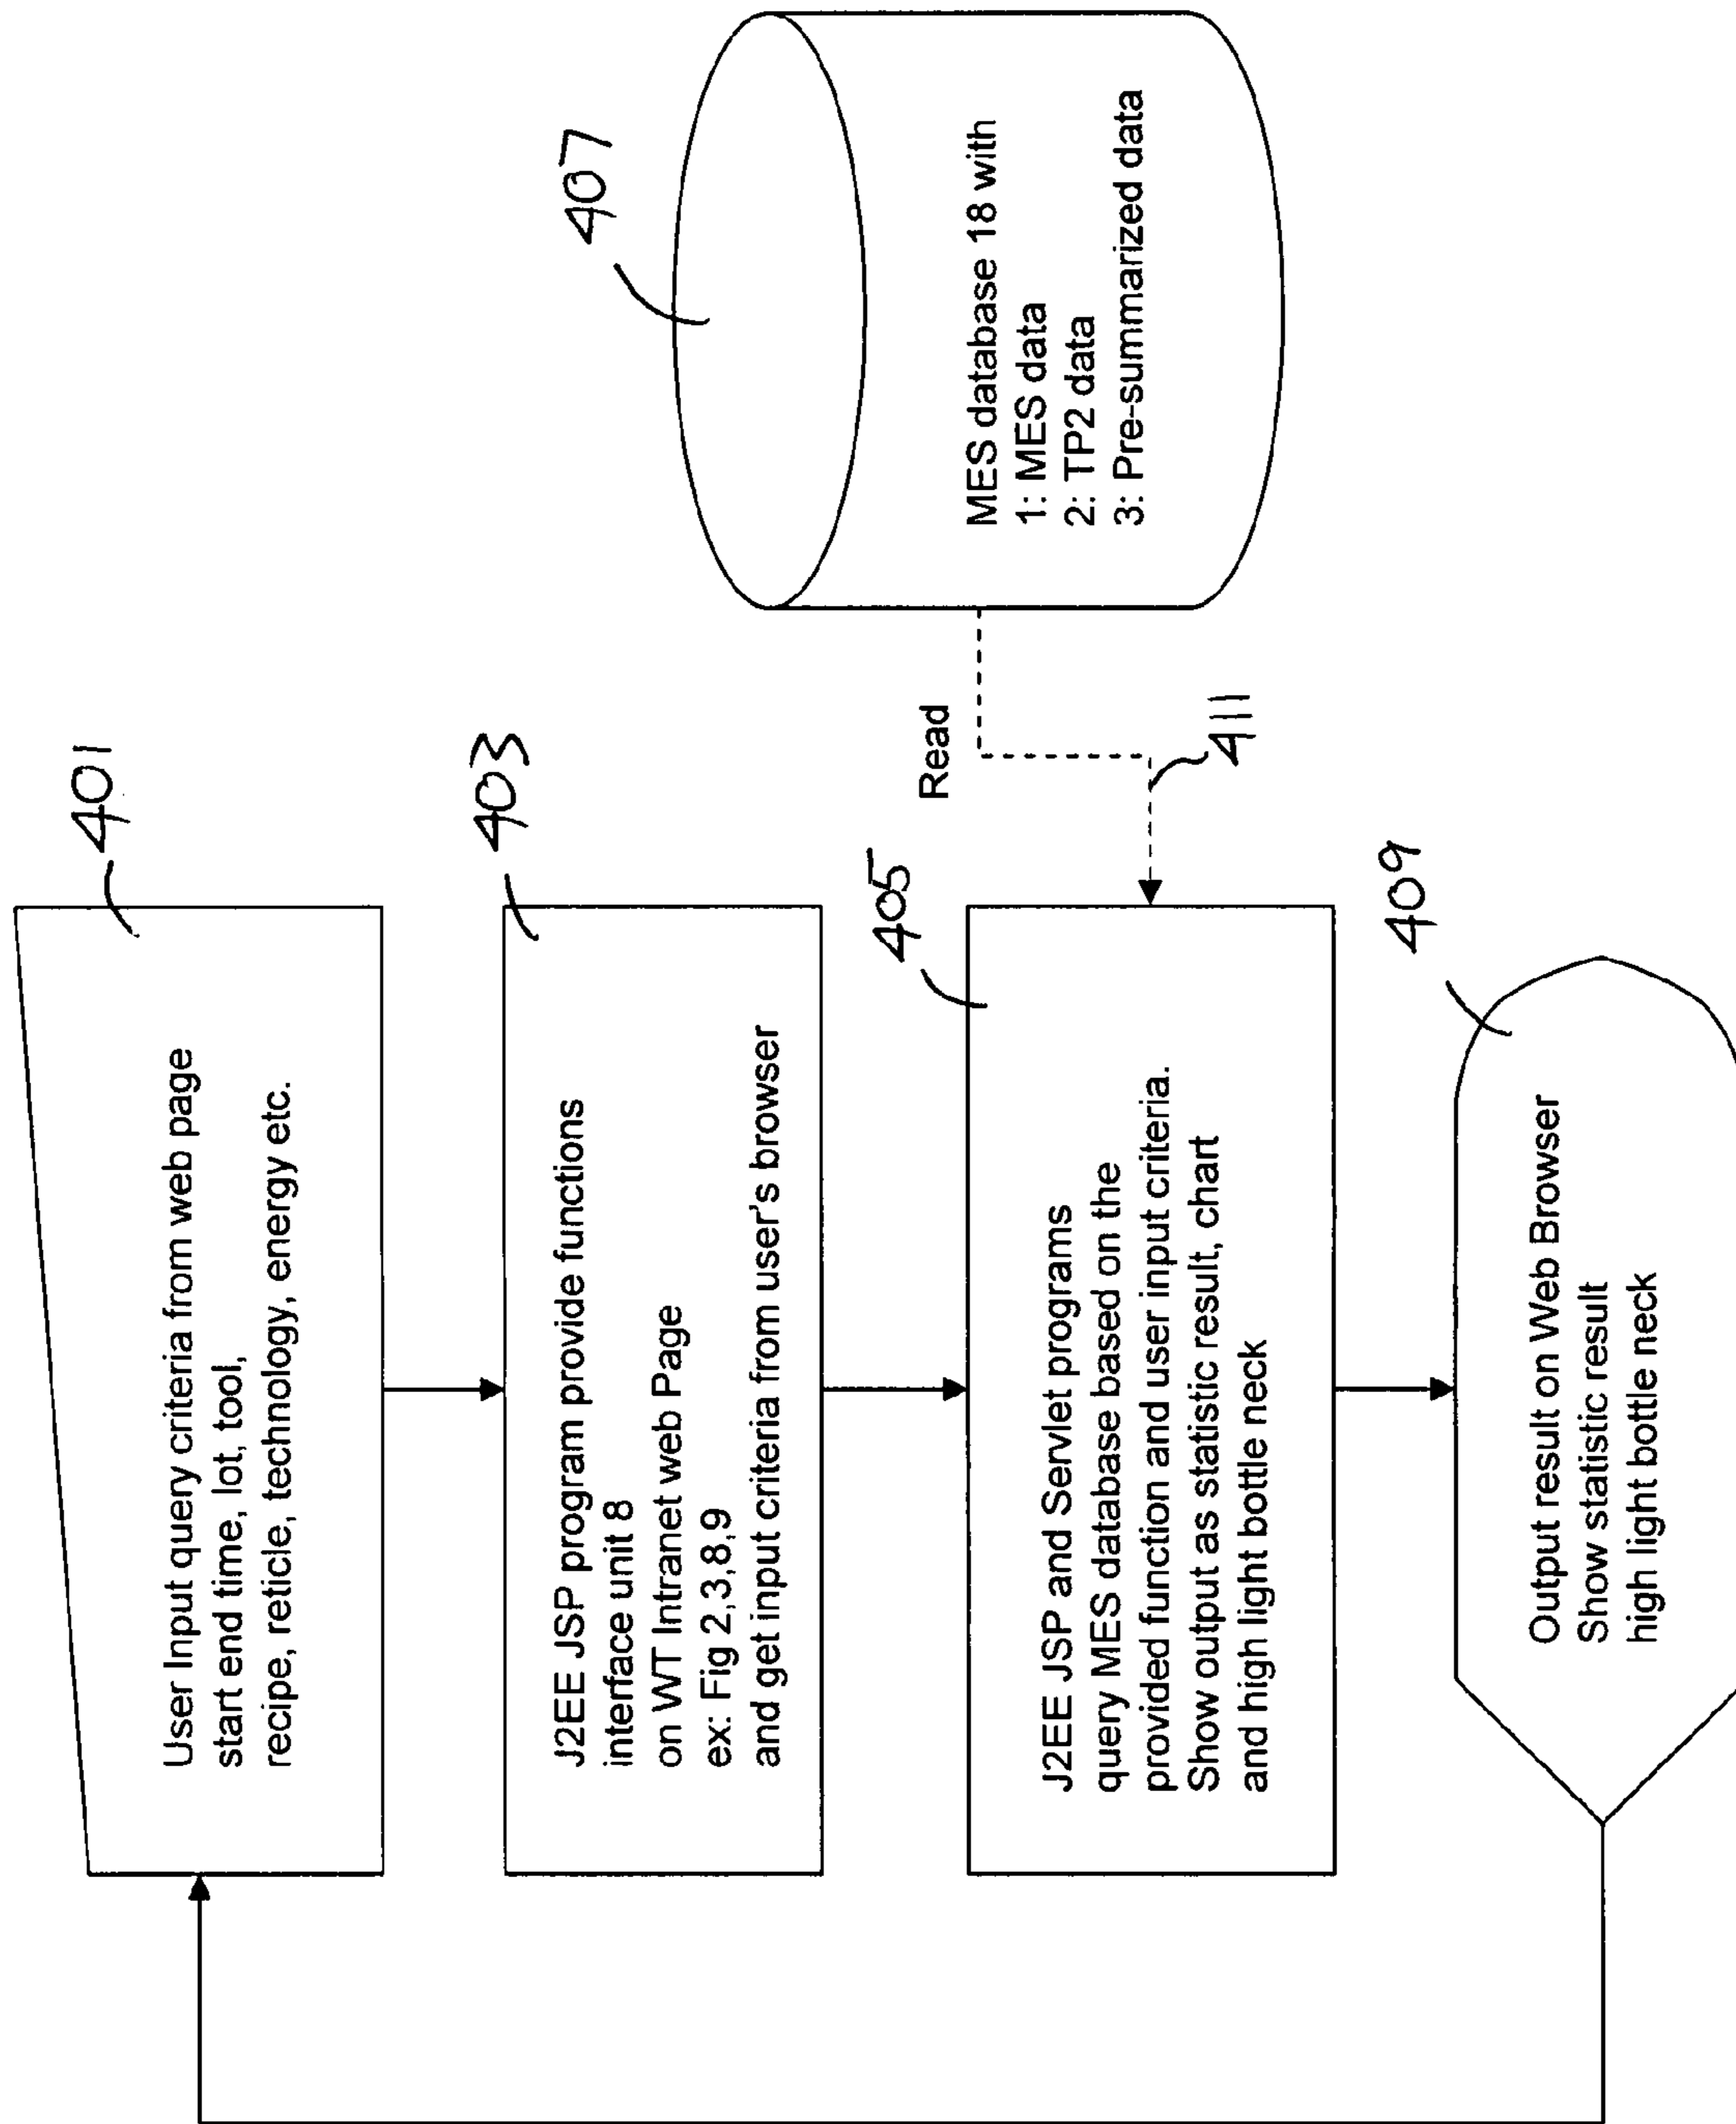 401
User Input query criteria from web page
start end time, lot, tool,
recipe, reticle, technology, energy etc.
403
J2EE JSP program provide functions
interface unit 8
on WT Intranet web Page
ex: Fig 2,3,8,9
and get input criteria from user's browser
405
J2EE JSP and Servlet programs
query MES database based on the
provided function and user input criteria.
Show output as statistic result, chart
and high light bottle neck
Read
411
407
MES database 18 with
1: MES data
2: TP2 data
3: Pre-summarized data
409
Output result on Web Browser
Show statistic result
high light bottle neck